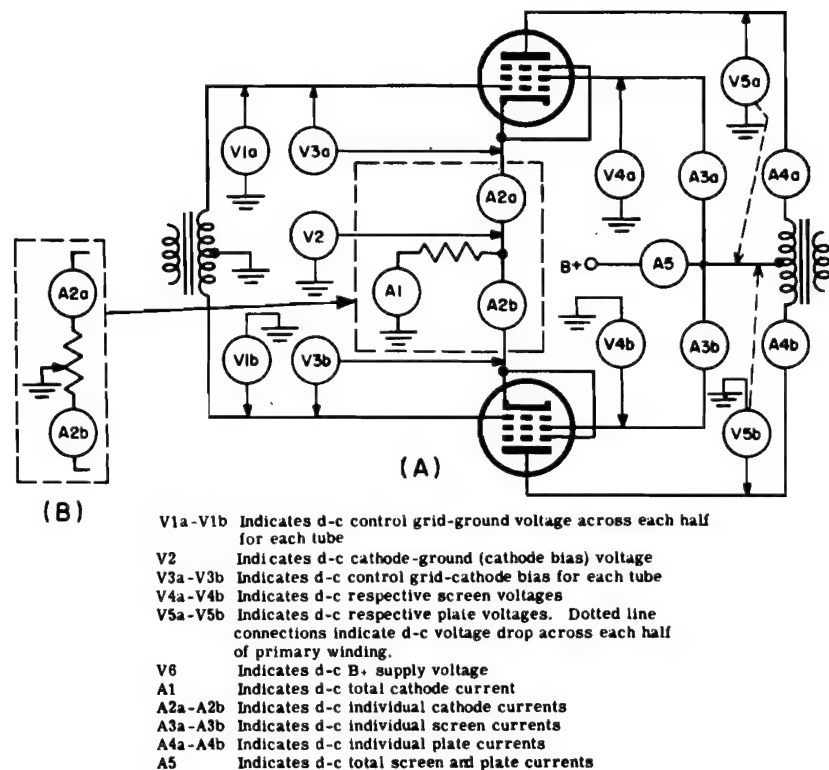 V5a
V1a
V3a
V4a
A3a
A4a
A2a
V2
A1
B+
A5
A2b
A2a
A2b
V1b
V3b
V4b
A3b
A4b
V5b
(A)
(B)
V1a-V1b Indicates d-c control grid-ground voltage across each half
for each tube
V2 Indicates d-c cathode-ground (cathode bias) voltage
V3a-V3b Indicates d-c control grid-cathode bias for each tube
V4a-V4b Indicates d-c respective screen voltages
V5a-V5b Indicates d-c respective plate voltages. Dotted line
connections indicate d-c voltage drop across each half
of primary winding.
V6 Indicates d-c B+ supply voltage
A1 Indicates d-c total cathode current
A2a-A2b Indicates d-c individual cathode currents
A3a-A3b Indicates d-c individual screen currents
A4a-A4b Indicates d-c individual plate currents
A5 Indicates d-c total screen and plate currents